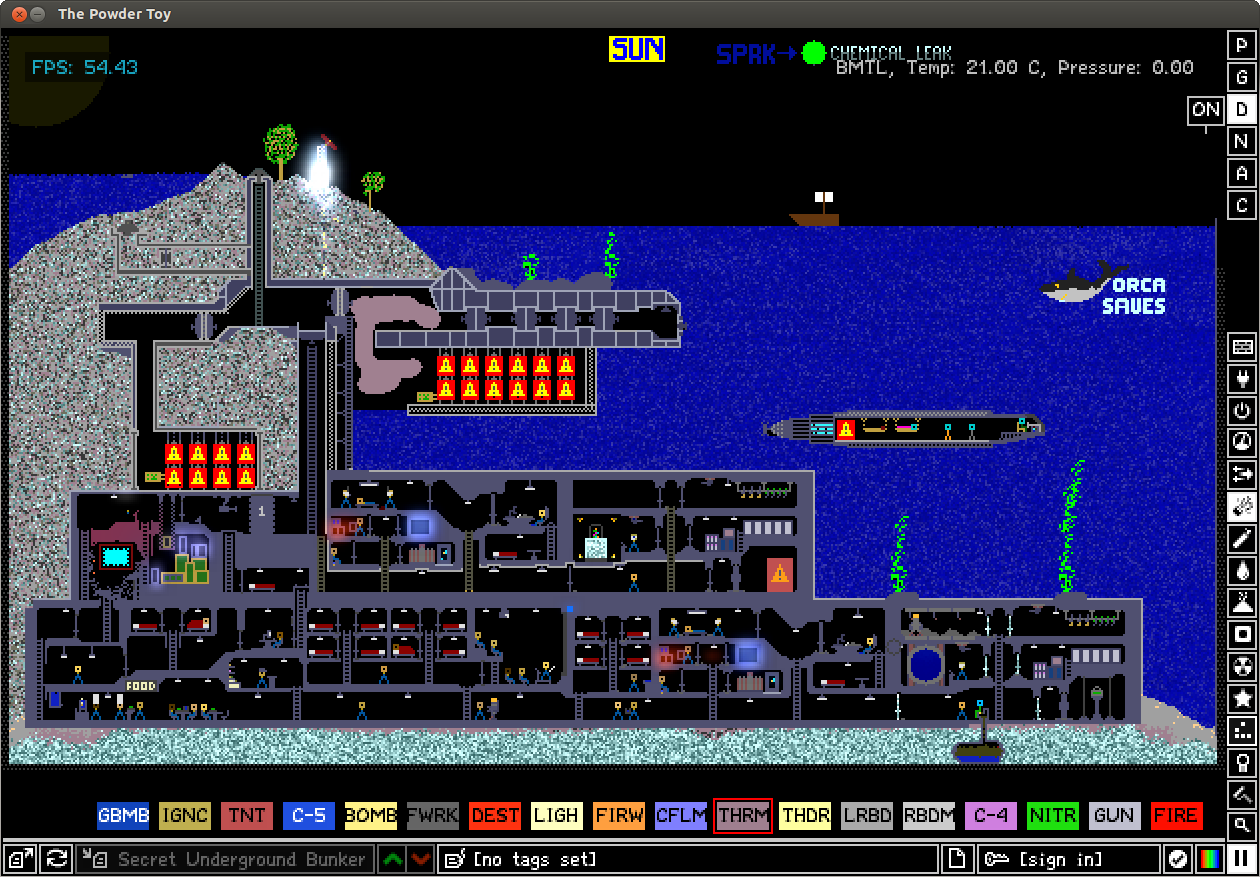 The Powder Toy
SUN
SPRK→
CHEMICAL LEAK
FPS: 54.43
BMTL, Temp: 21.00 C, Pressure: 0.00
P
G
ON
D
N
A
C
ORCA
SAVES
1
FOOD
GBMB
IGNC
TNT
C-5
BOMB
FWRK
DEST
LIGH
FIRW
CFLM
THRM
THDR
LRBD
RBDM
C-4
NITR
GUN
FIRE
Secret Underground Bunker
[no tags set]
[sign in]